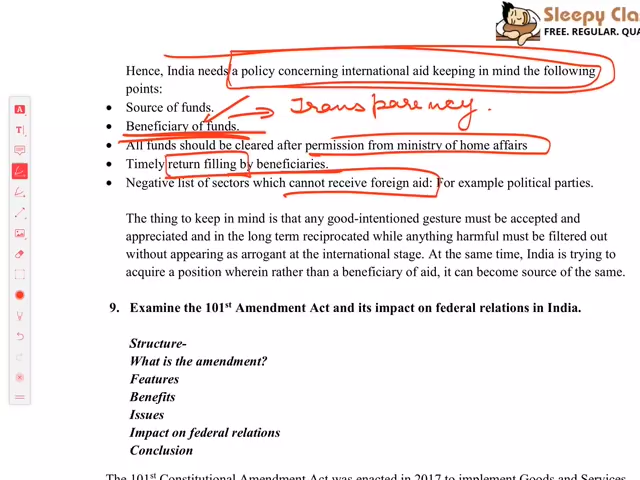 Sleepy Cla
FREE. REGULAR. QUA
Hence, India needs a policy concerning international aid keeping in mind the following
points:
• Source of funds.
Transparency.
• Beneficiary of funds.
• All funds should be cleared after permission from ministry of home affairs
• Timely return filling by beneficiaries.
• Negative list of sectors which cannot receive foreign aid: For example political parties.
The thing to keep in mind is that any good-intentioned gesture must be accepted and
appreciated and in the long term reciprocated while anything harmful must be filtered out
without appearing as arrogant at the international stage. At the same time, India is trying to
acquire a position wherein rather than a beneficiary of aid, it can become source of the same.
9. Examine the 101st Amendment Act and its impact on federal relations in India.
Structure-
What is the amendment?
Features
Benefits
Issues
Impact on federal relations
Conclusion
The 101st Constitutional Amendment Act was enacted in 2017 to implement Goods and Services